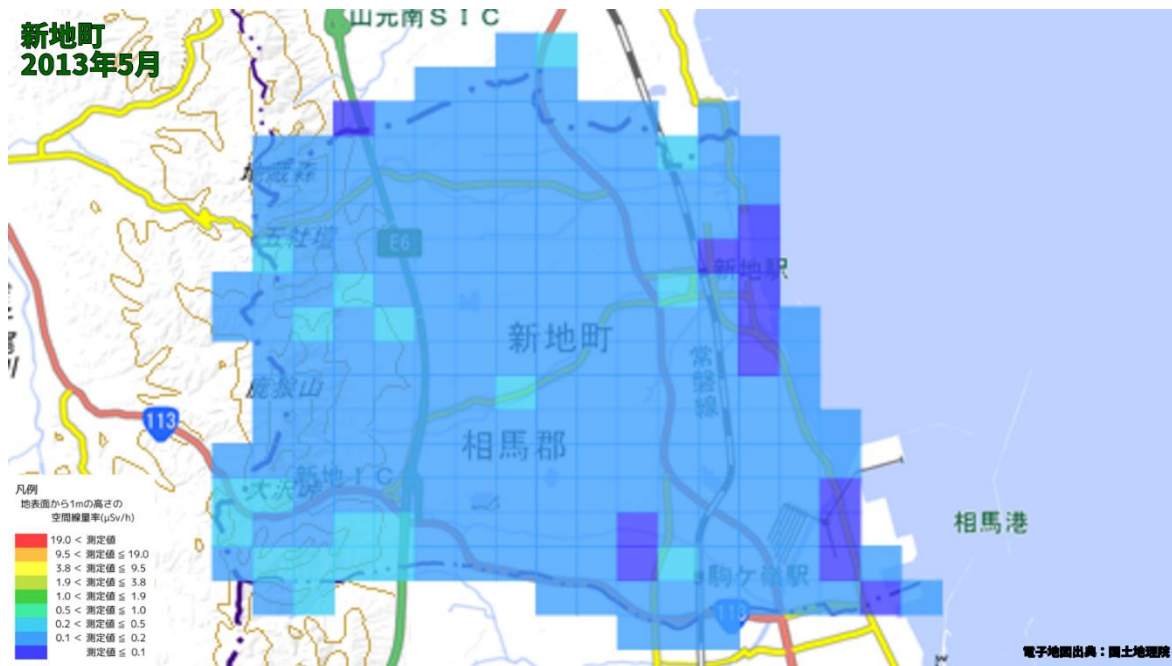 新地町
2013年5月
山元南ＳＩＣ
五社壇
E6
新地駅
新地町
常磐線
鹿狼山
113
相馬郡
新地ＩＣ
大沢峠
相馬港
駒ケ嶺駅
113
凡例
地表面から1mの高さの
空間線量率(μSv/h)
19.0 < 測定値
9.5 < 測定値 ≤ 19.0
3.8 < 測定値 ≤ 9.5
1.9 < 測定値 ≤ 3.8
1.0 < 測定値 ≤ 1.9
0.5 < 測定値 ≤ 1.0
0.2 < 測定値 ≤ 0.5
0.1 < 測定値 ≤ 0.2
測定値 ≤ 0.1
電子地図出典：国土地理院